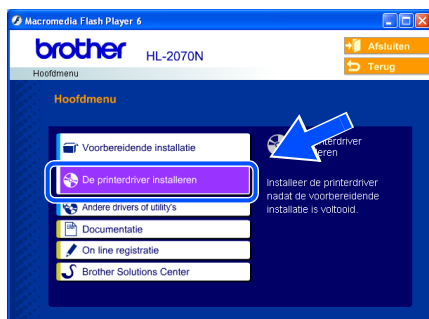 Macromedia Flash Player 6
brother HL-2070N
Afsluiten
Terug
Hoofdmenu
Hoofdmenu
Voorbereidende installatie
De printerdriver installeren
Andere drivers of utility's
Documentatie
On line registratie
Brother Solutions Center
Installeer de printerdriver
nadat de voorbereidende
installatie is voltooid.